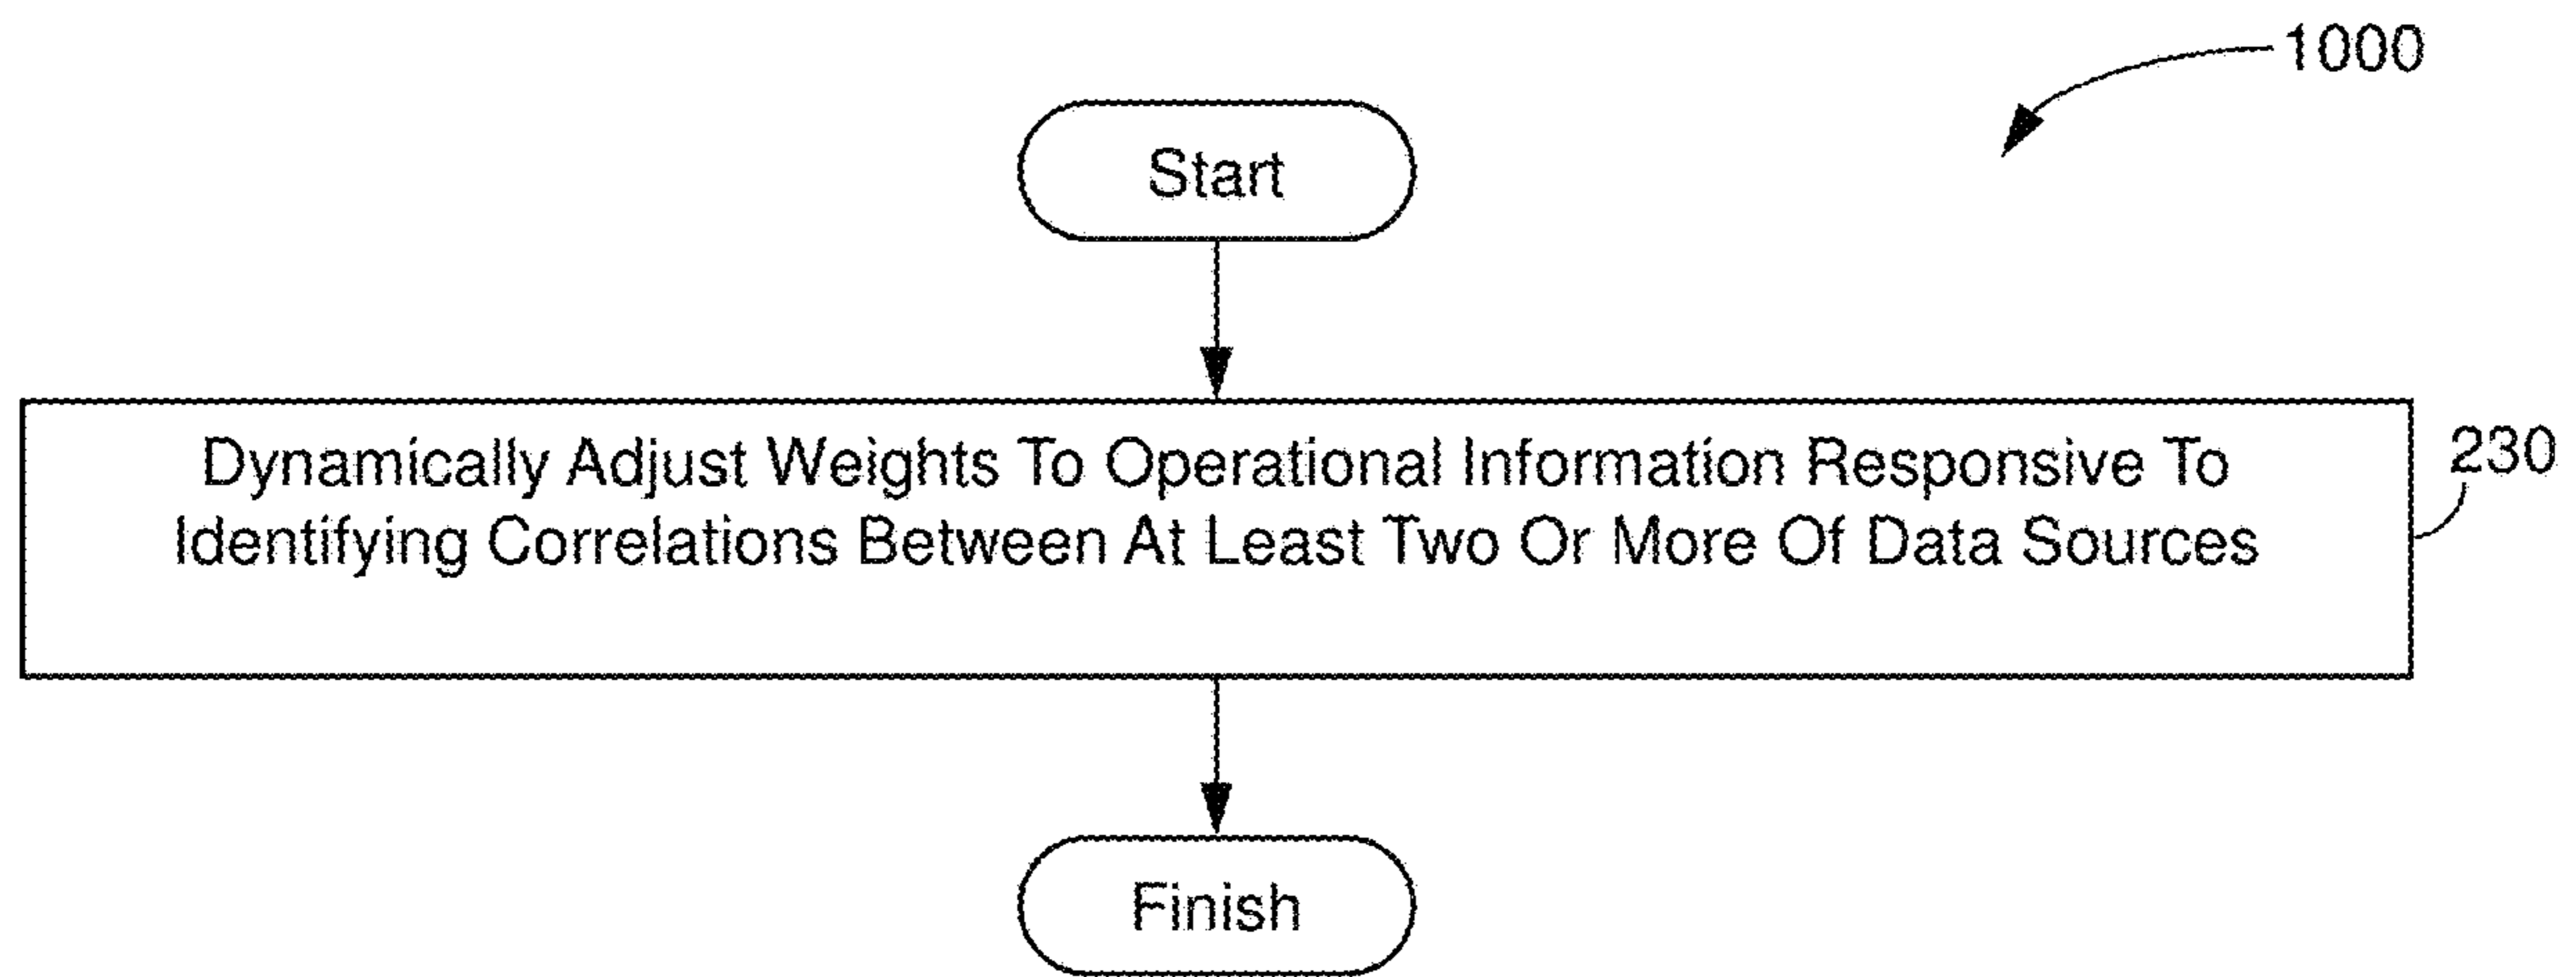 1000
Start
Dynamically Adjust Weights To Operational Information Responsive To
230
Identifying Correlations Between At Least Two Or More Of Data Sources
Finish